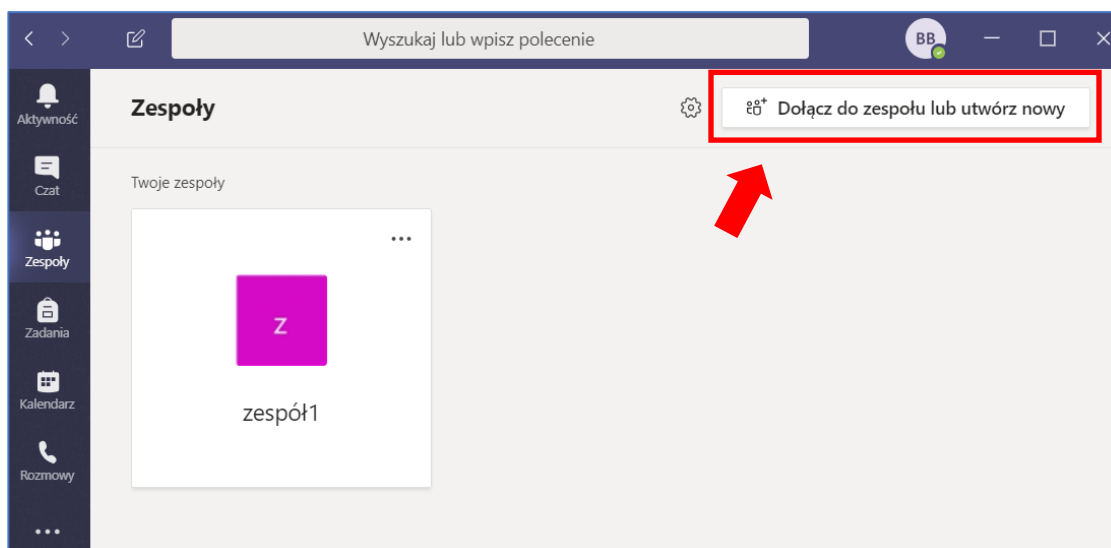 Wyszukaj lub wpisz polecenie
BB
Aktywność
Zespoły
Dołącz do zespołu lub utwórz nowy
Czat
Twoje zespoły
Zespoły
z
zespół1
Zadania
Kalendarz
Rozmowy